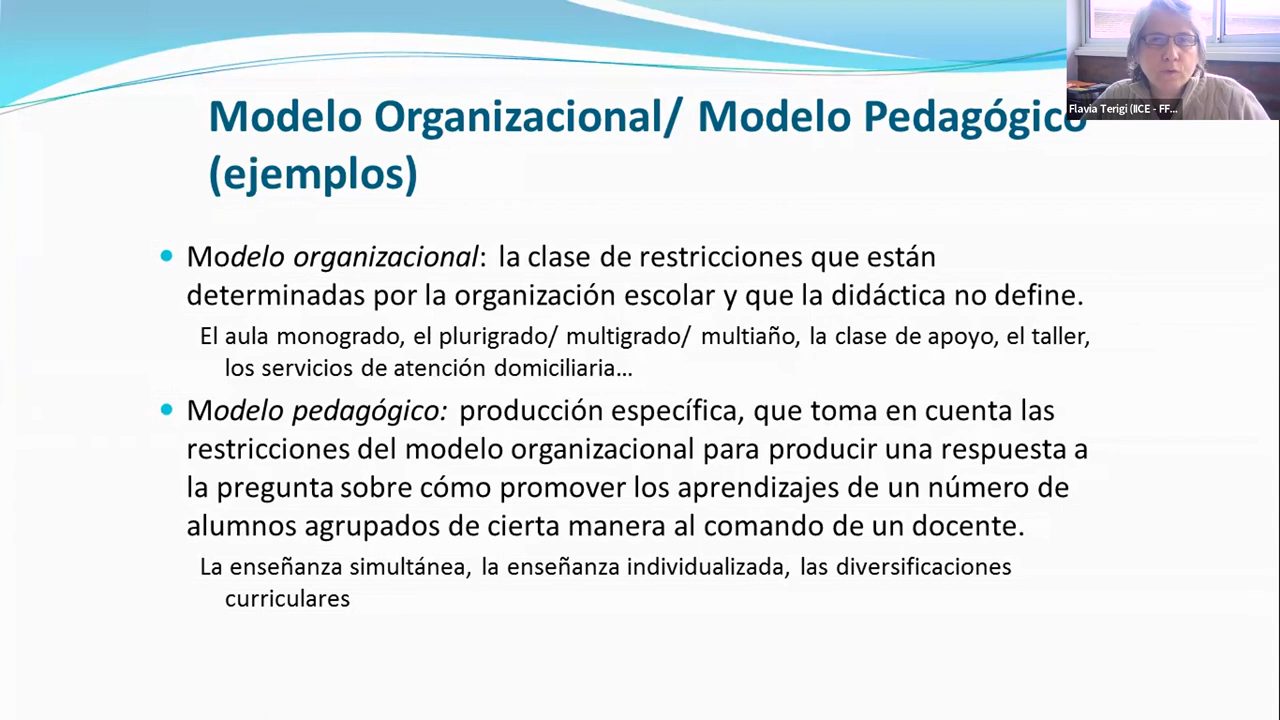 Modelo Organizacional/ Modelo Pedagógico
Flavia Terigi (IICE - FF...
(ejemplos)
Modelo organizacional: la clase de restricciones que están
determinadas por la organización escolar y que la didáctica no define.
El aula monogrado, el plurigrado/ multigrado/ multiaño, la clase de apoyo, el taller,
los servicios de atención domiciliaria...
Modelo pedagógico: producción específica, que toma en cuenta las
restricciones del modelo organizacional para producir una respuesta a
la pregunta sobre cómo promover los aprendizajes de un número de
alumnos agrupados de cierta manera al comando de un docente.
La enseñanza simultánea, la enseñanza individualizada, las diversificaciones
curriculares